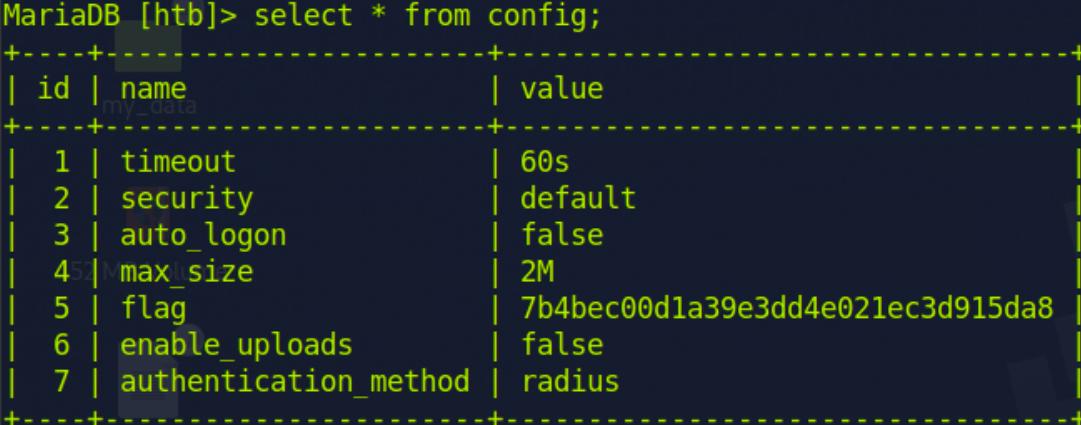 MariaDB [htb]> select * from config;
+----+-----------------------+----------------------------------+
| id | name                  | value                            |
+----+-----------------------+----------------------------------+
|  1 | timeout               | 60s                              |
|  2 | security              | default                          |
|  3 | auto_logon            | false                            |
|  4 | max_size              | 2M                               |
|  5 | flag                  | 7b4bec00d1a39e3dd4e021ec3d915da8 |
|  6 | enable_uploads        | false                            |
|  7 | authentication_method | radius                           |
+----+-----------------------+----------------------------------+
my_data